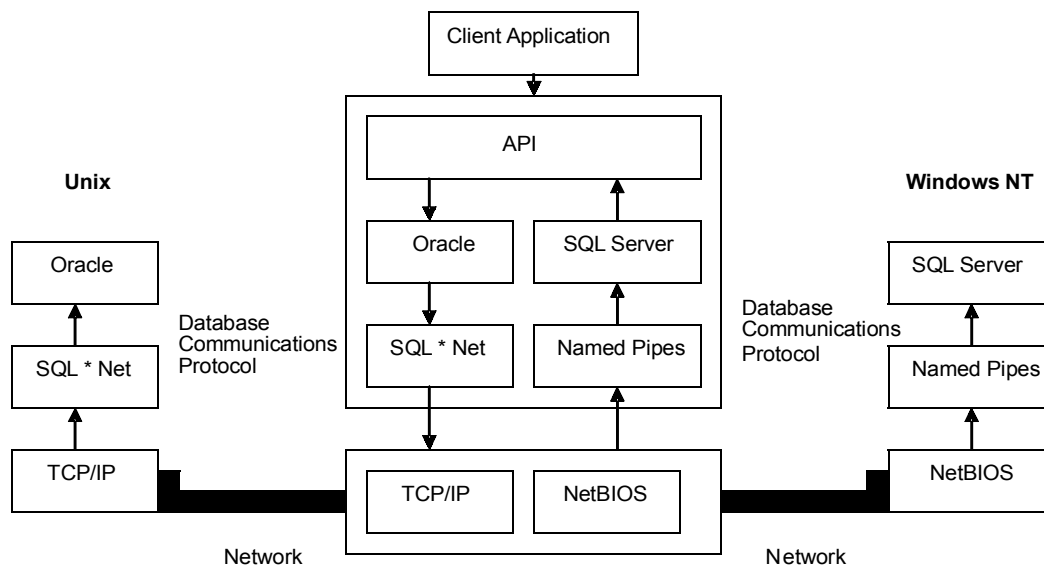 Client Application
API
Unix
Windows NT
Oracle
SQL Server
Oracle
SQL Server
Database
Communications
Protocol
Database
Communications
Protocol
SQL * Net
SQL * Net
Named Pipes
Named Pipes
TCP/IP
TCP/IP
NetBIOS
NetBIOS
Network
Network